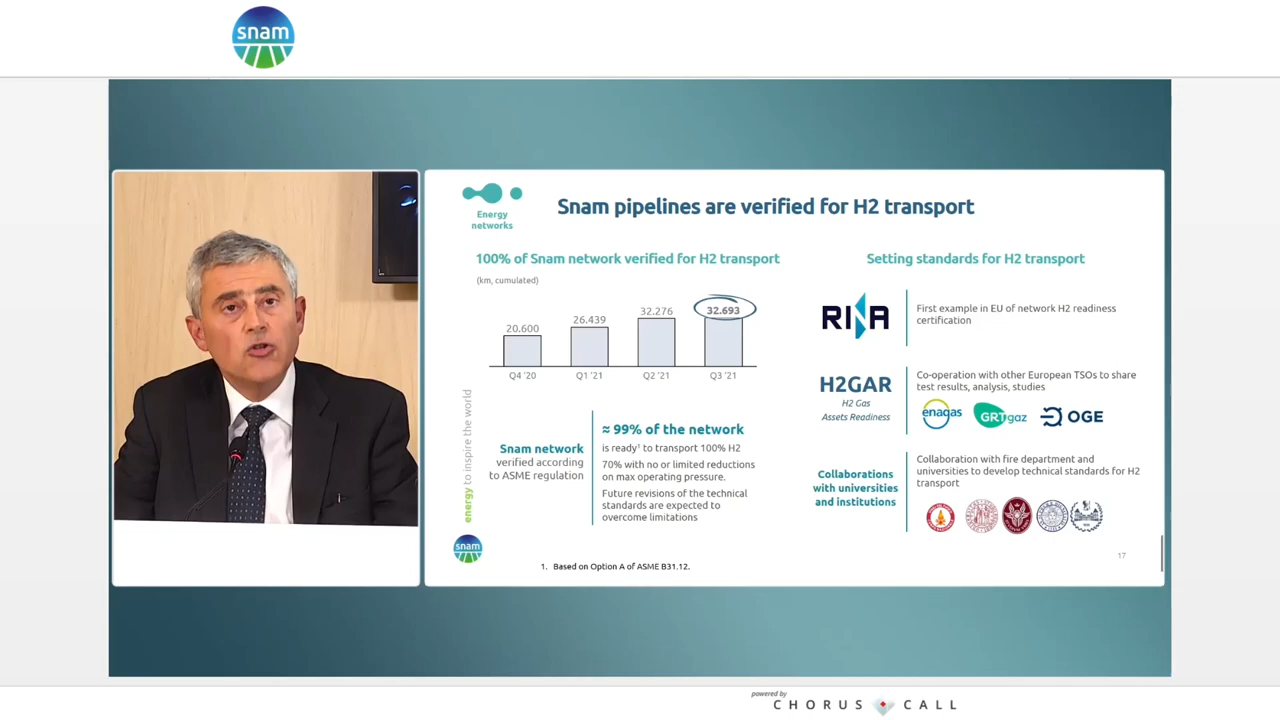 snam
Energy
networks
Snam pipelines are verified for H2 transport
100% of Snam network verified for H2 transport
(km, cumulated)
20.600
26.439
32.276
32.693
Q4 '20
Q1 '21
Q2 '21
Q3 '21
energy to inspire the world
Snam network
verified according
to ASME regulation
≈ 99% of the network
is ready¹ to transport 100% H2
70% with no or limited reductions
on max operating pressure.
Future revisions of the technical
standards are expected to
overcome limitations
Setting standards for H2 transport
RINA
First example in EU of network H2 readiness
certification
H2GAR
H2 Gas
Assets Readiness
Co-operation with other European TSOs to share
test results, analysis, studies
enagas
GRTgaz
OGE
Collaborations
with universities
and institutions
Collaboration with fire department and
universities to develop technical standards for H2
transport
snam
1. Based on Option A of ASME B31.12.
17
powered by
CHORUS CALL